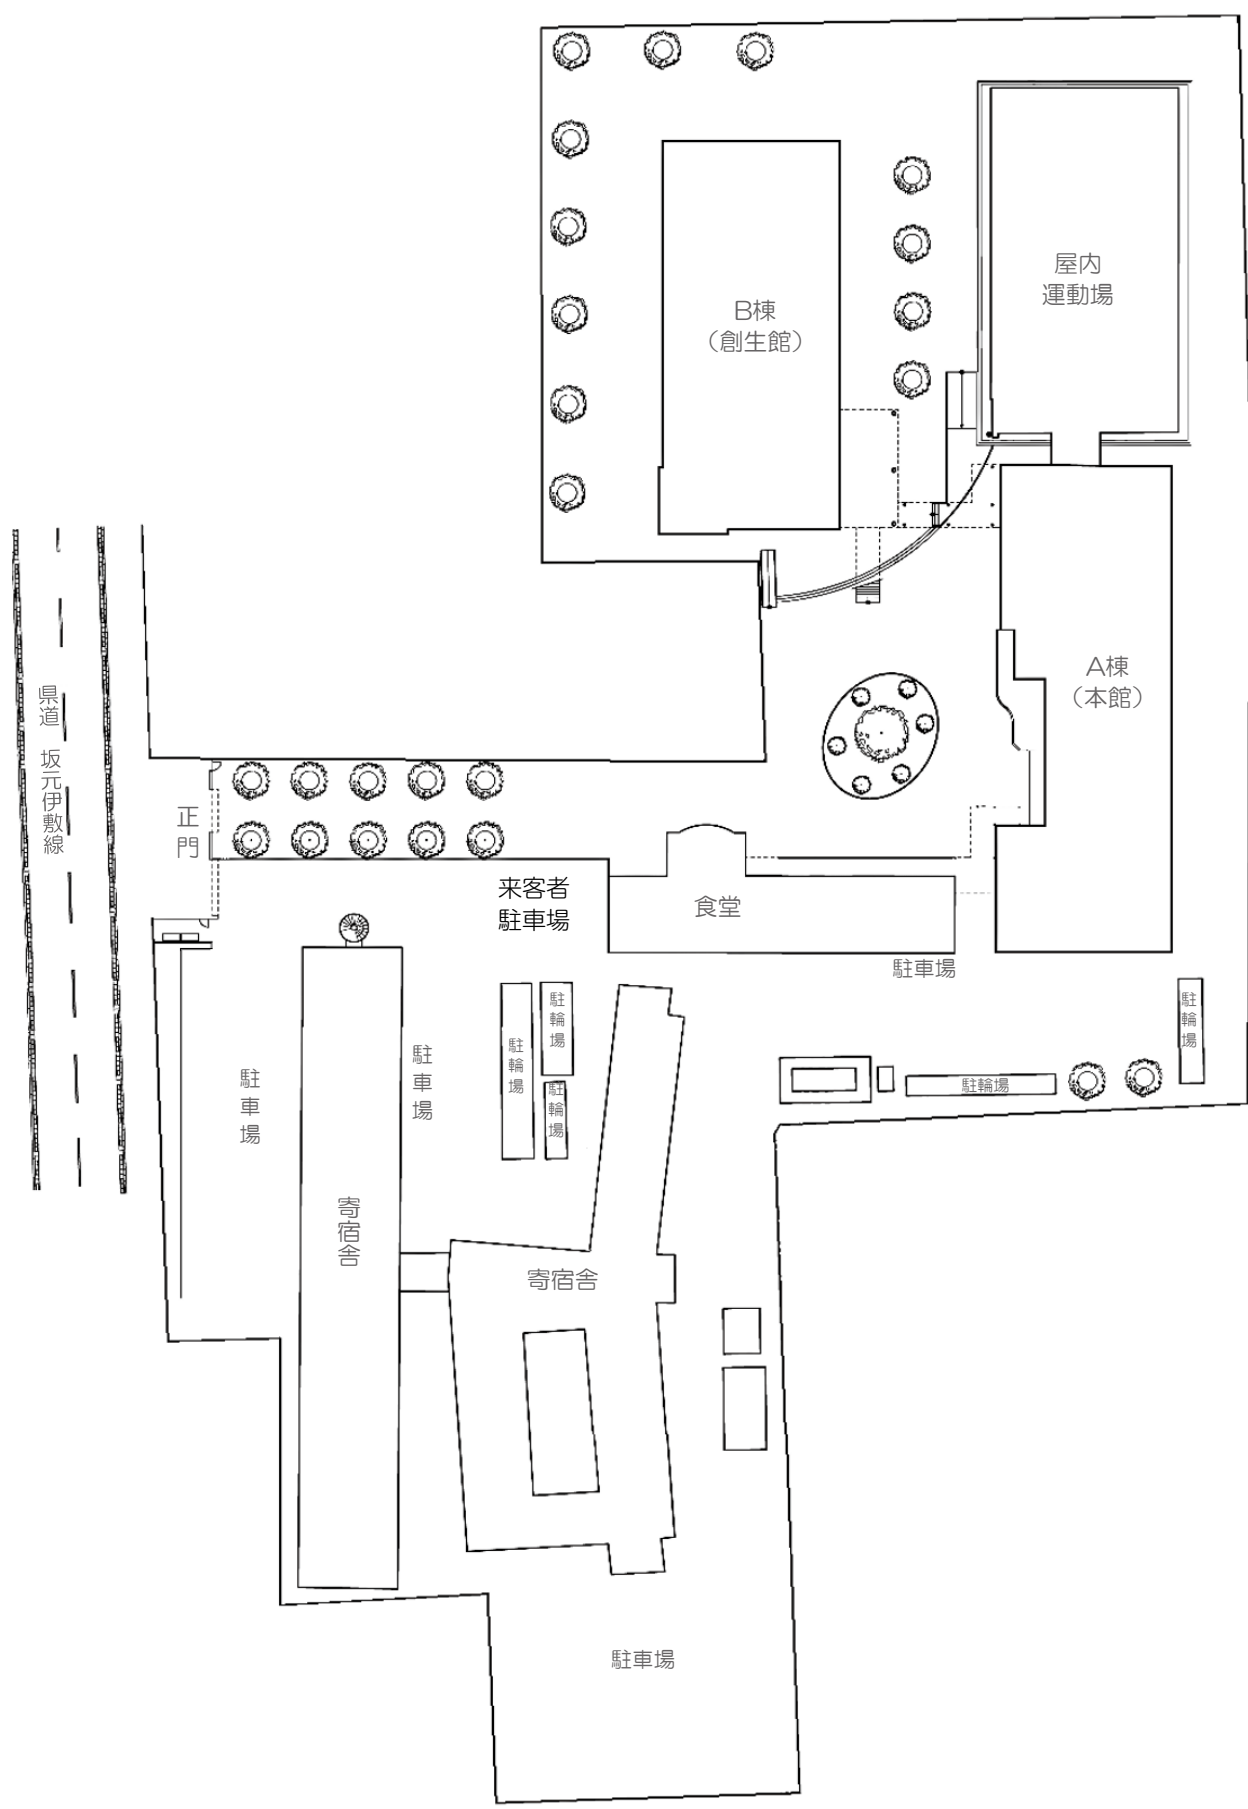 屋内
運動場
B棟
（創生館）
A棟
（本館）
県道　坂元伊敷線
正門
来客者
駐車場
食堂
駐車場
駐輪場
駐輪場
駐輪場
駐輪場
駐輪場
駐車場
駐車場
寄宿舎
寄宿舎
駐車場